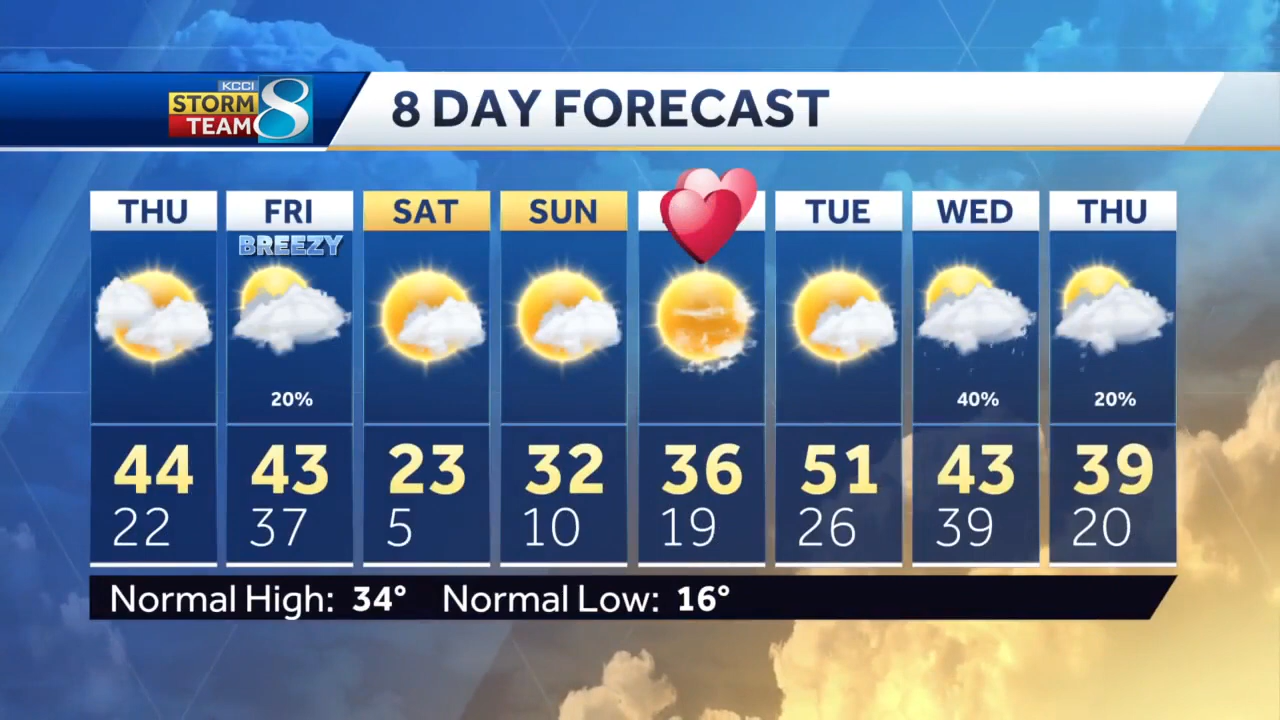 KCCI
STORM
TEAM
8
8 DAY FORECAST
THU FRI SAT SUN TUE WED THU
BREEZY
20% 40% 20%
44 43 23 32 36 51 43 39
22 37 5 10 19 26 39 20
Normal High: 34° Normal Low: 16°